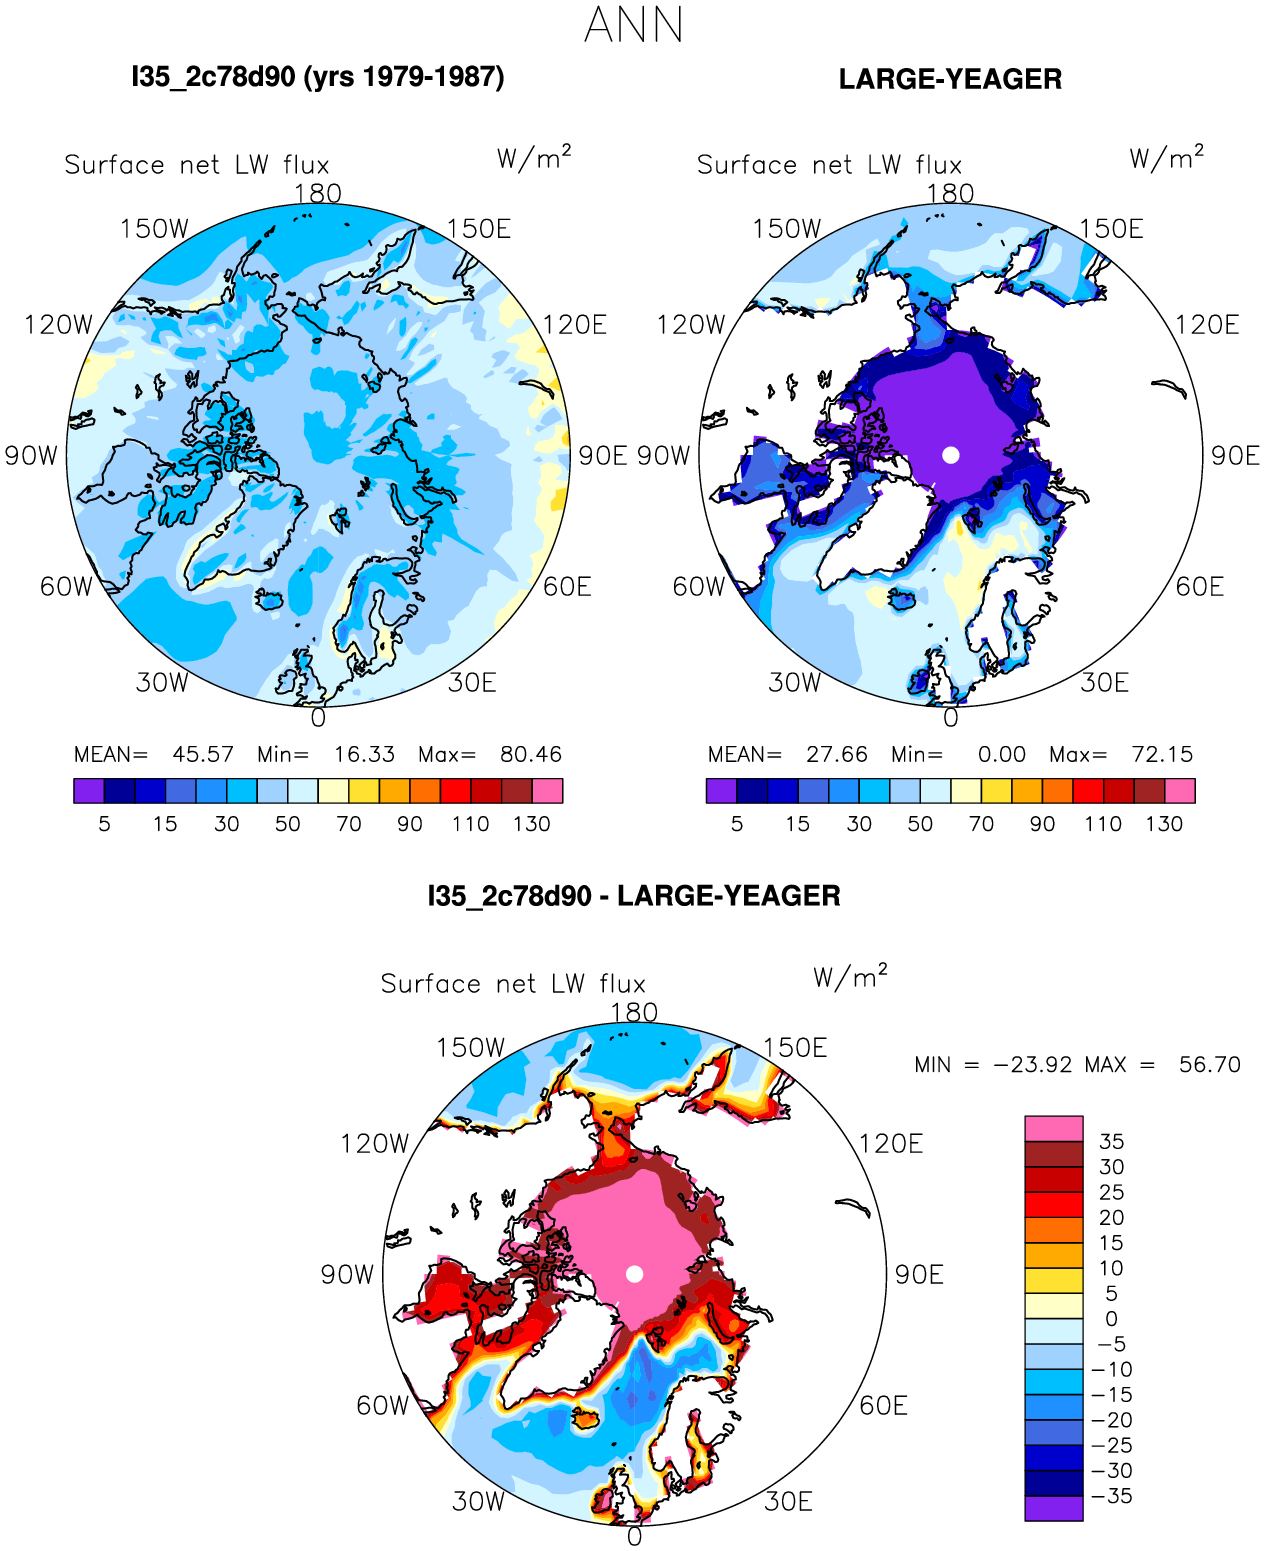 ANN
I35_2c78d90 (yrs 1979-1987)
LARGE-YEAGER
Surface net LW flux W/m²
180
150W 150E
120W 120E
90W 90E
60W 60E
30W 30E
0
MEAN= 45.57 Min= 16.33 Max= 80.46
5 15 30 50 70 90 110 130
Surface net LW flux W/m²
180
150W 150E
120W 120E
90W 90E
60W 60E
30W 30E
0
MEAN= 27.66 Min= 0.00 Max= 72.15
5 15 30 50 70 90 110 130
I35_2c78d90 - LARGE-YEAGER
Surface net LW flux W/m²
180
150W 150E
120W 120E
90W 90E
60W 60E
30W 30E
0
MIN = −23.92 MAX = 56.70
35
30
25
20
15
10
5
0
−5
−10
−15
−20
−25
−30
−35